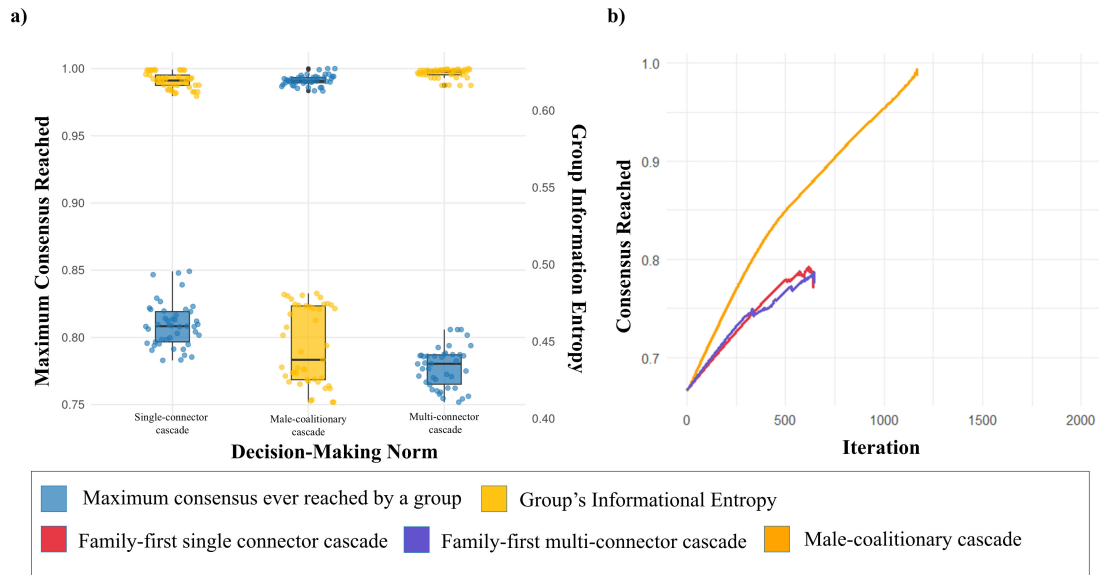 a)
b)
Maximum Consensus Reached
1.00
0.95
0.90
0.85
0.80
0.75
Single-connector
cascade
Male-coalitionary
cascade
Multi-connector
cascade
Decision-Making Norm
0.60
0.55
0.50
0.45
0.40
Group Information Entropy
Consensus Reached
1.0
0.9
0.8
0.7
0
500
1000
1500
2000
Iteration
Maximum consensus ever reached by a group
Group's Informational Entropy
Family-first single connector cascade
Family-first multi-connector cascade
Male-coalitionary cascade